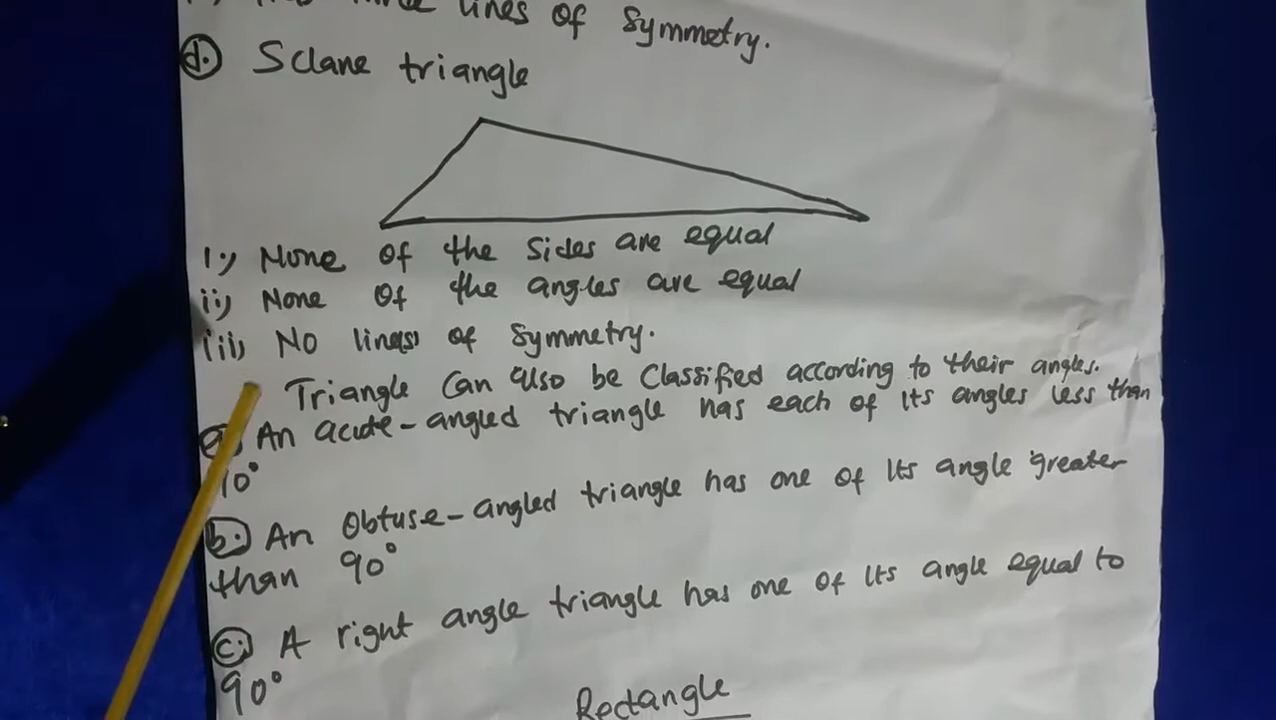 lines of Symmetry.
d. Sclane triangle
i) None of the Sides are equal
ii) None of the angles are equal
iii) No line(s) of Symmetry.
Triangle Can also be Classified according to their angles.
a) An acute-angled triangle has each of its angles less than
90°
b. An Obtuse-angled triangle has one of its angle greater
than 90°
c. A right angle triangle has one of its angle equal to
90°
Rectangle